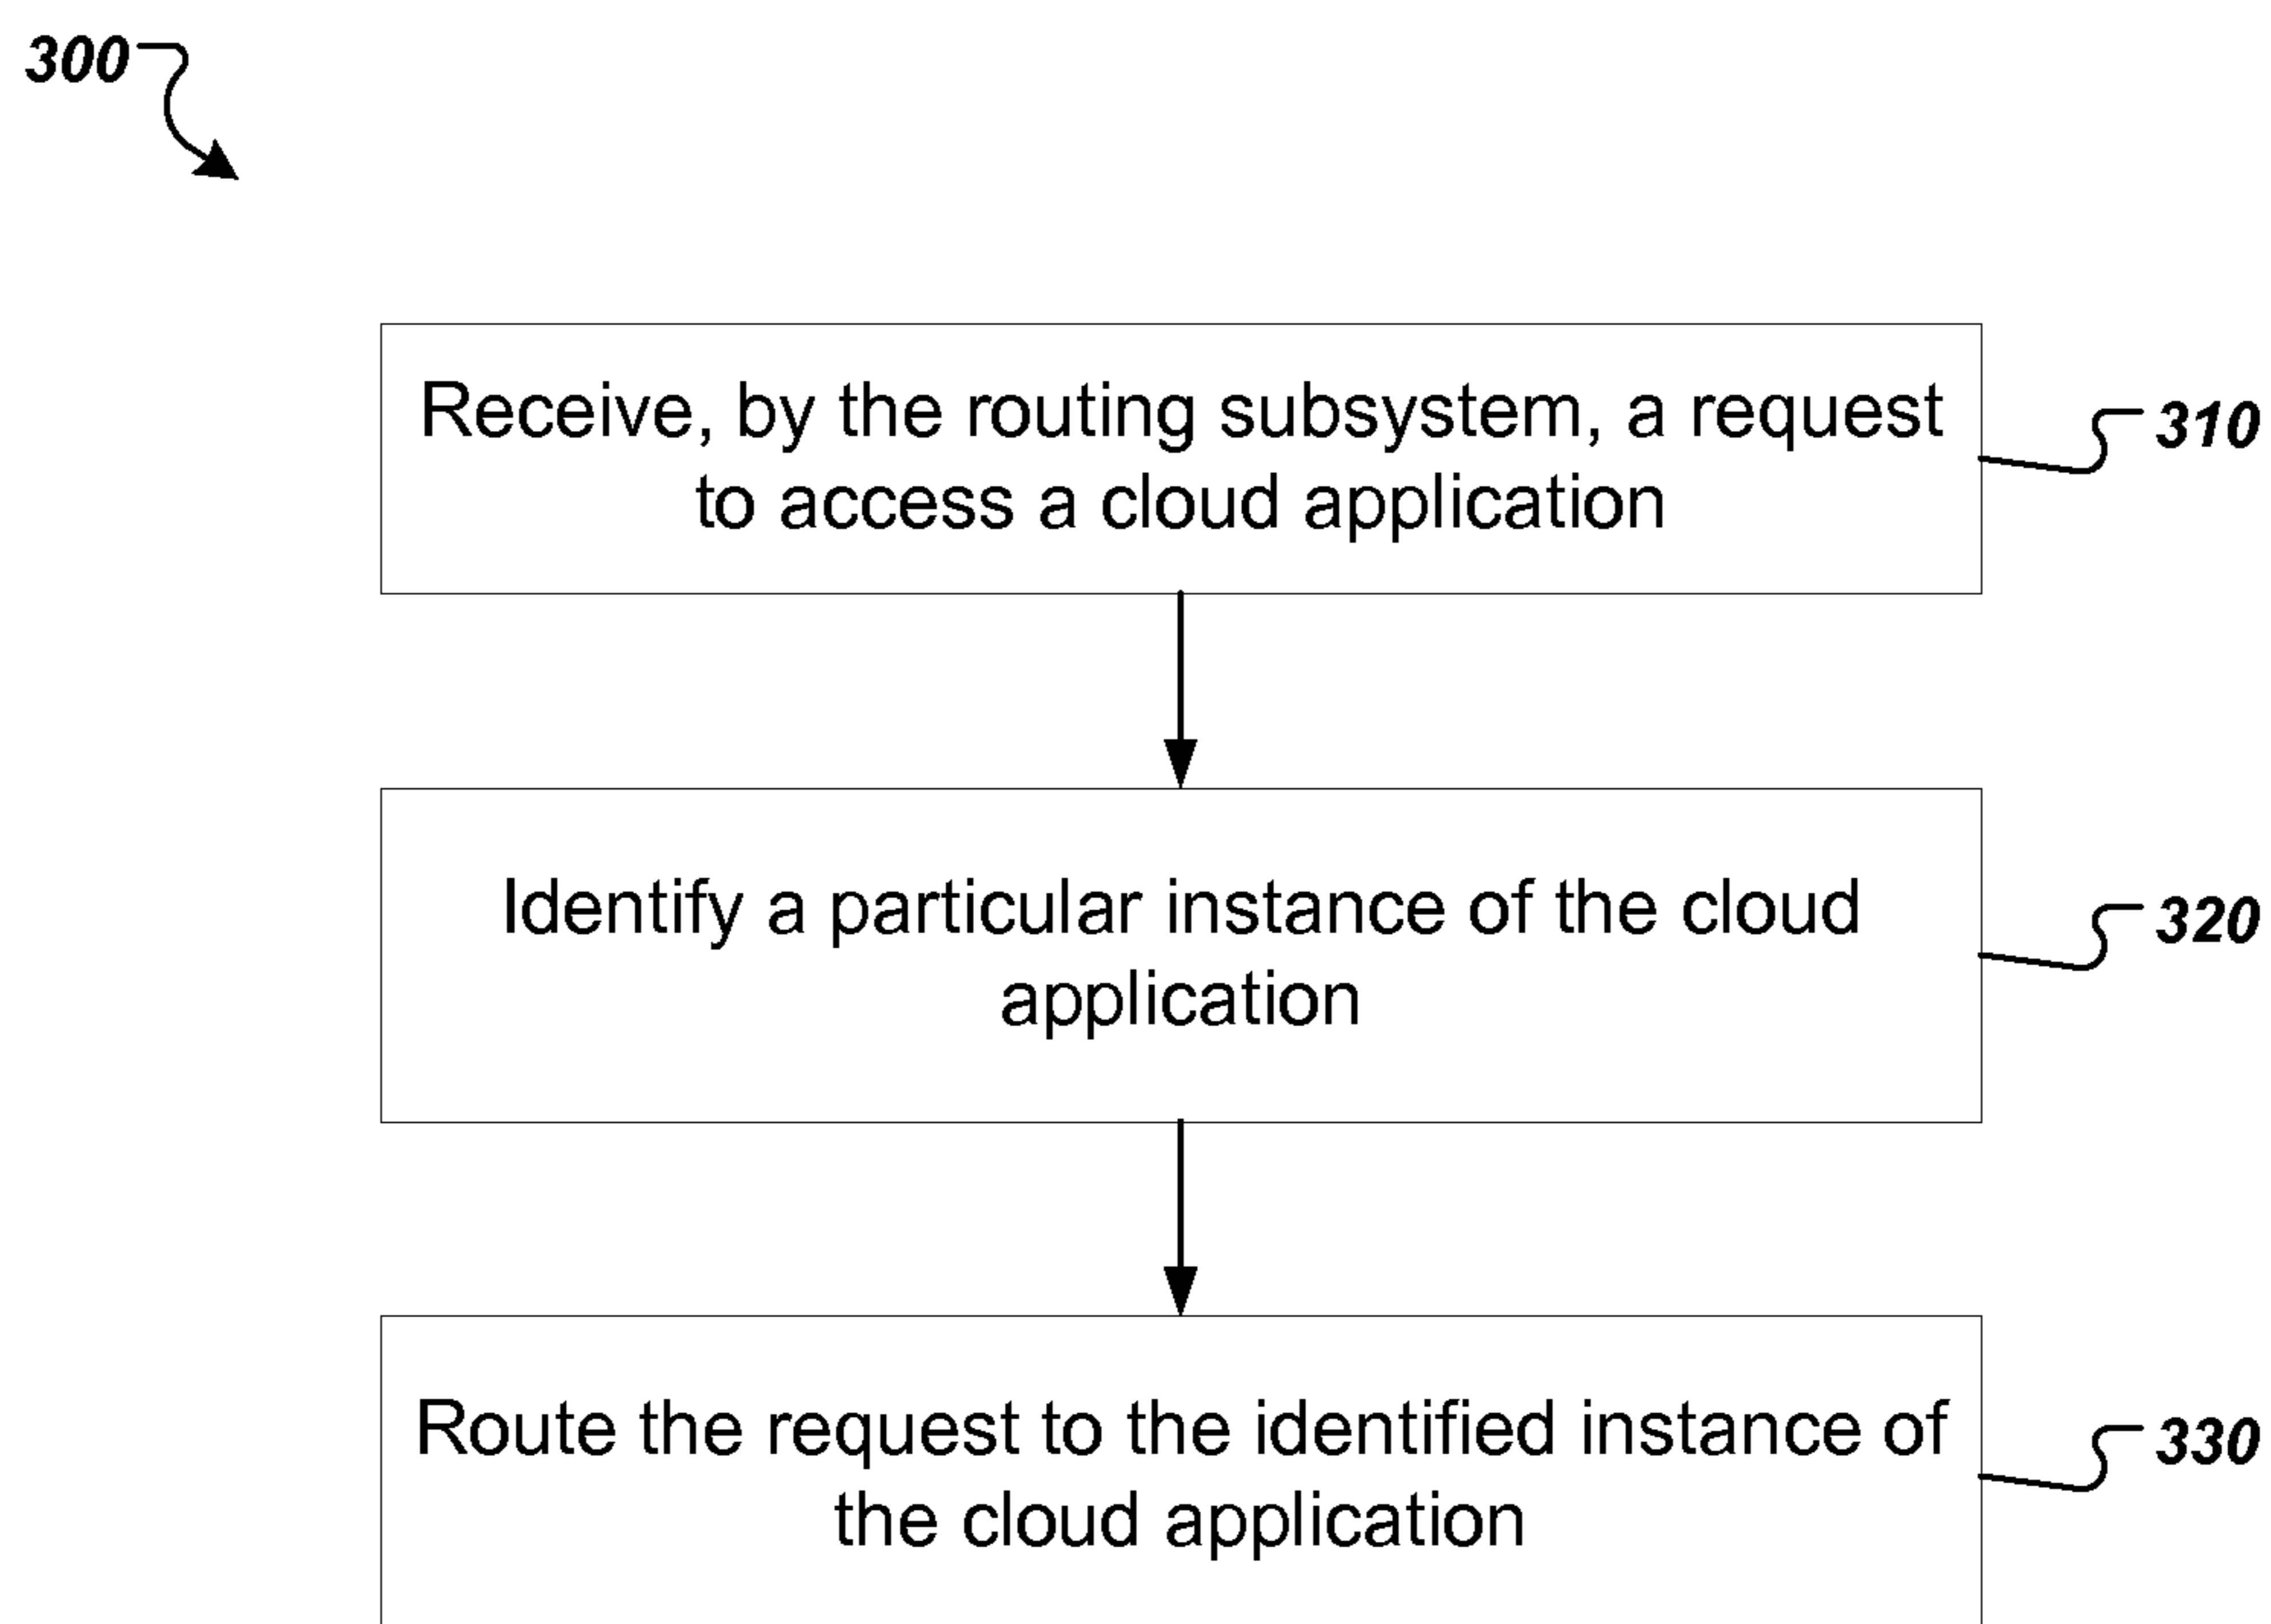 300
Receive, by the routing subsystem, a request
to access a cloud application
310
Identify a particular instance of the cloud
application
320
Route the request to the identified instance of
the cloud application
330